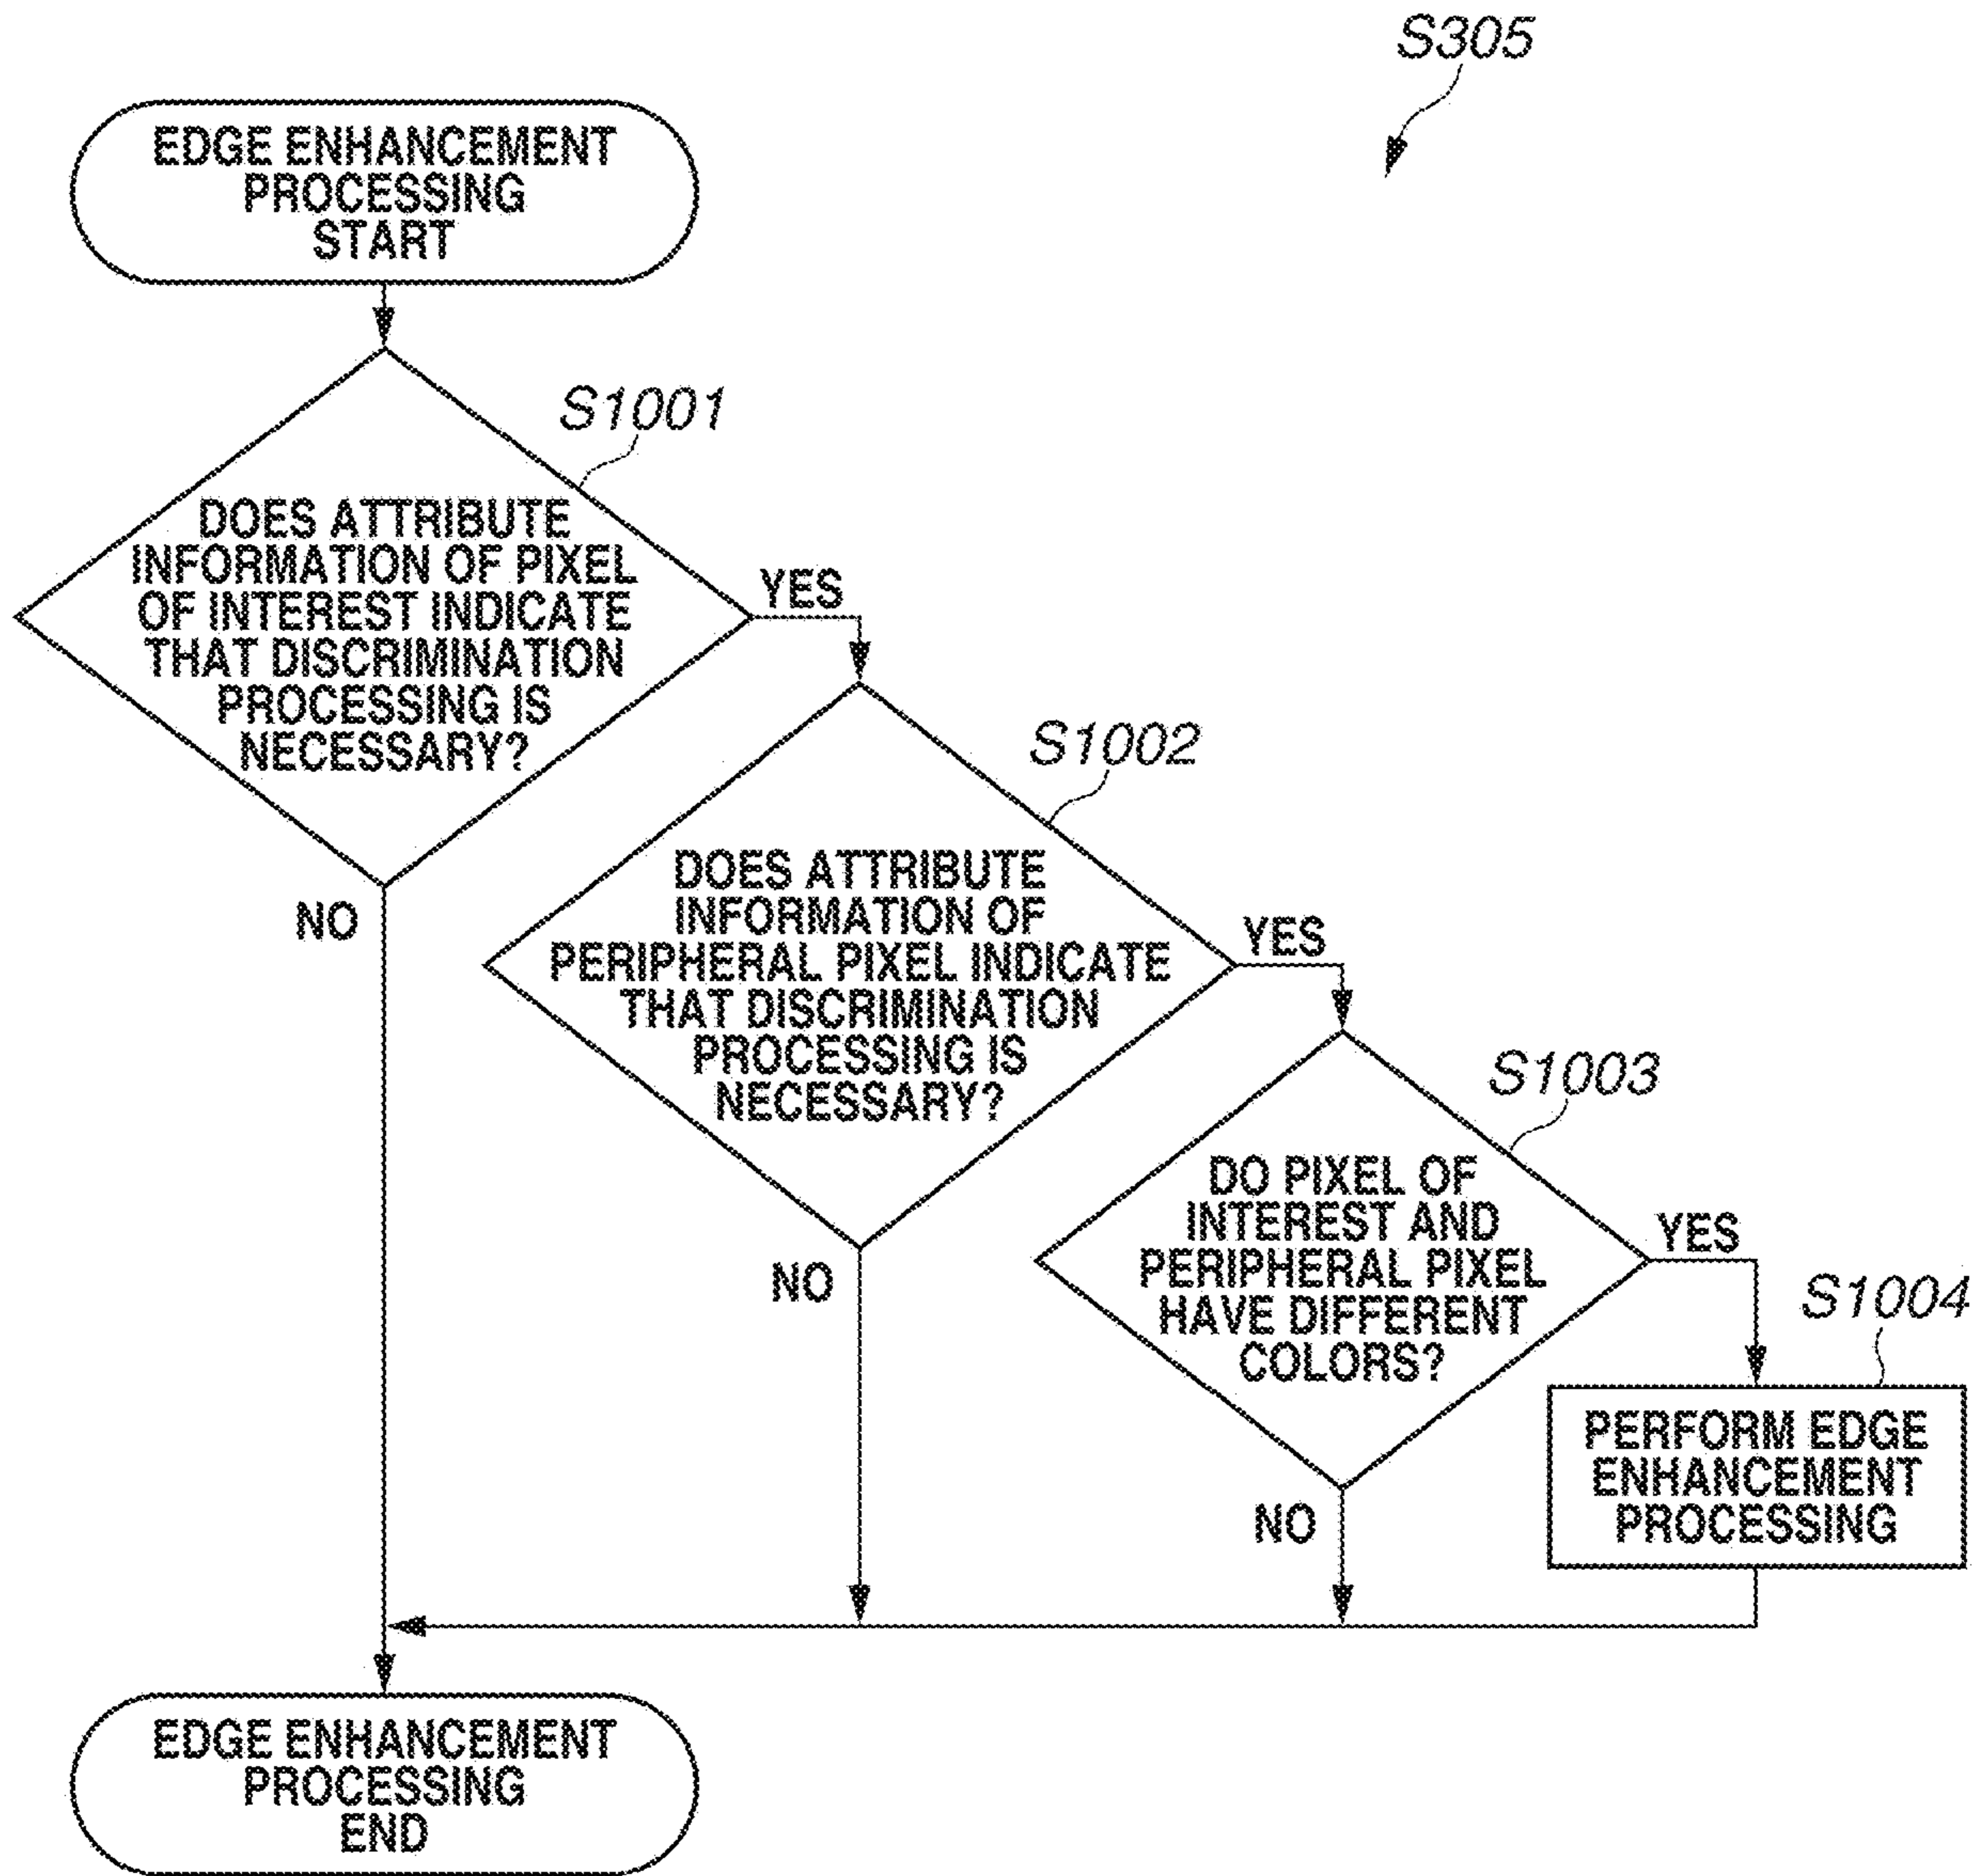 S305
EDGE ENHANCEMENT
PROCESSING
START
S1001
DOES ATTRIBUTE
INFORMATION OF PIXEL
OF INTEREST INDICATE
THAT DISCRIMINATION
PROCESSING IS
NECESSARY?
YES
NO
S1002
DOES ATTRIBUTE
INFORMATION OF
PERIPHERAL PIXEL INDICATE
THAT DISCRIMINATION
PROCESSING IS
NECESSARY?
YES
NO
S1003
DO PIXEL OF
INTEREST AND
PERIPHERAL PIXEL
HAVE DIFFERENT
COLORS?
YES
NO
S1004
PERFORM EDGE
ENHANCEMENT
PROCESSING
EDGE ENHANCEMENT
PROCESSING
END